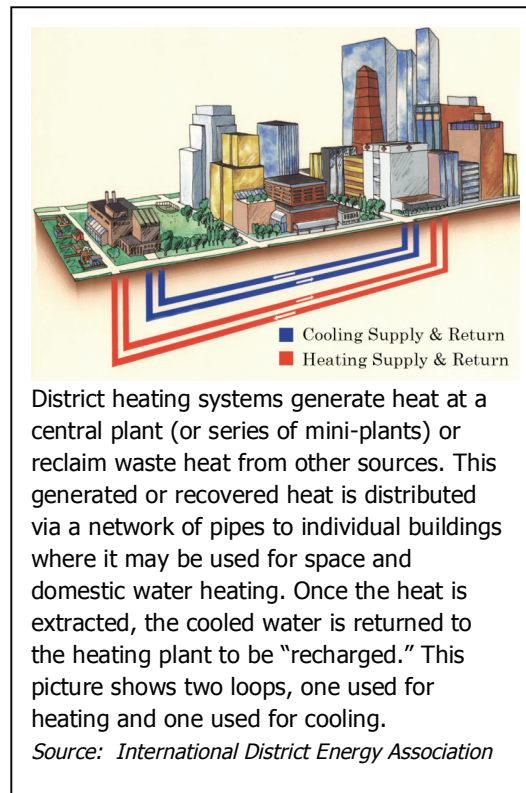 Cooling Supply & Return
Heating Supply & Return
District heating systems generate heat at a
central plant (or series of mini-plants) or
reclaim waste heat from other sources. This
generated or recovered heat is distributed
via a network of pipes to individual buildings
where it may be used for space and
domestic water heating. Once the heat is
extracted, the cooled water is returned to
the heating plant to be “recharged.” This
picture shows two loops, one used for
heating and one used for cooling.
Source: International District Energy Association